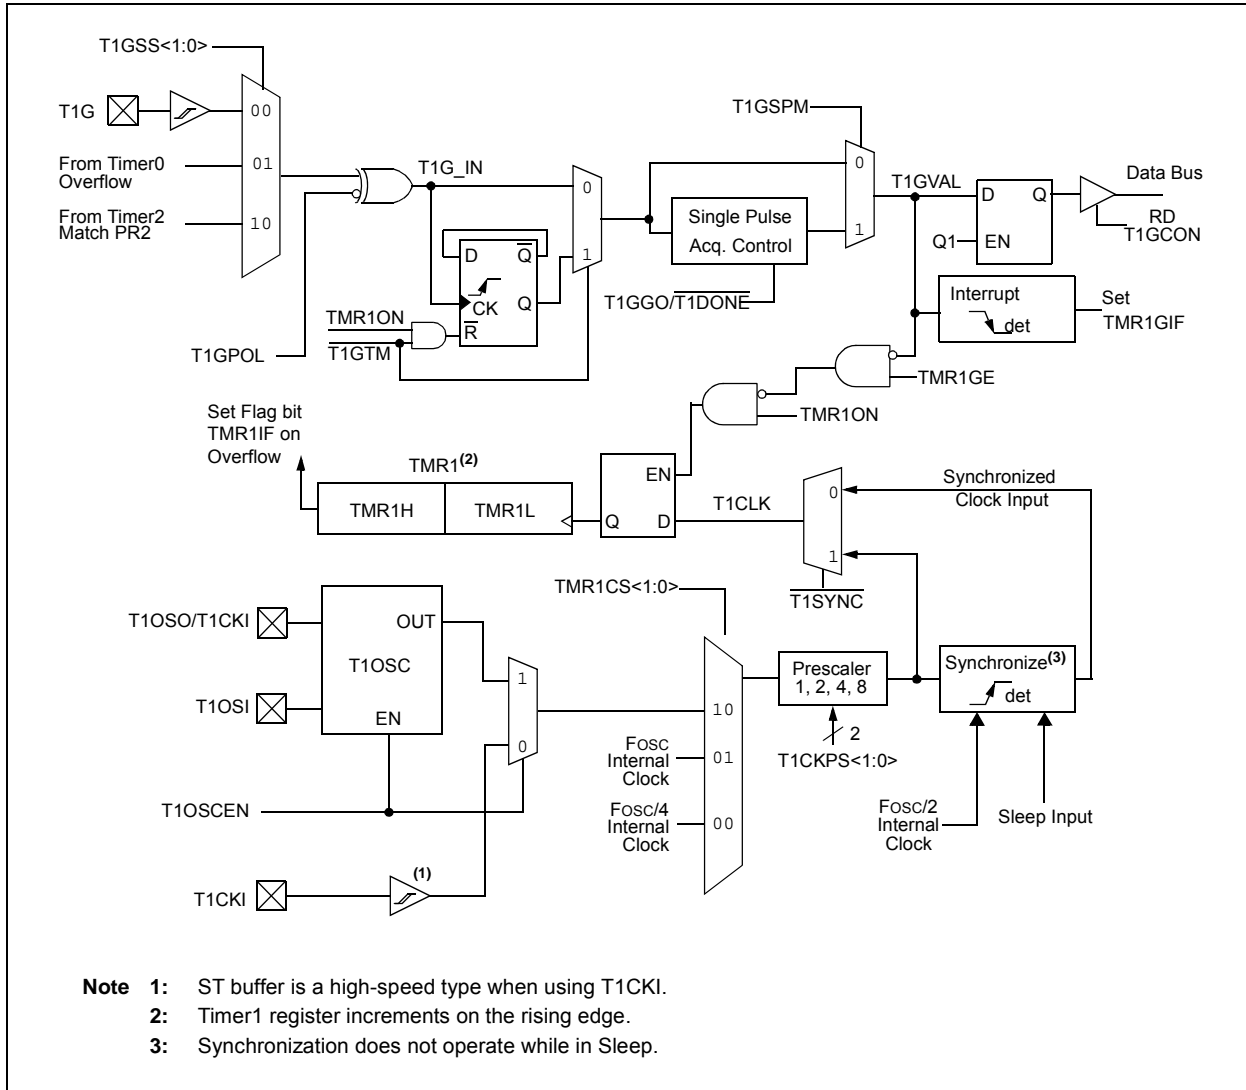 T1GSS<1:0>
T1G
00
From Timer0
Overflow
01
From Timer2
Match PR2
10
T1G_IN
0
1
D
Q̅
CK
Q
R̅
TMR1ON
T̅1̅G̅T̅M̅
T1GPOL
T1GSPM
Single Pulse
Acq. Control
T1GGO/T̅1̅D̅O̅N̅E̅
0
1
T1GVAL
D
Q
Q1
EN
Data Bus
RD
T1GCON
Interrupt
det
Set
TMR1GIF
TMR1GE
TMR1ON
Set Flag bit
TMR1IF on
Overflow
TMR1(2)
TMR1H
TMR1L
EN
Q
D
T1CLK
0
1
T̅1̅S̅Y̅N̅C̅
Synchronized
Clock Input
T1OSO/T1CKI
OUT
T1OSC
T1OSI
EN
1
0
T1OSCEN
T1CKI
(1)
TMR1CS<1:0>
10
FOSC
Internal
Clock
01
FOSC/4
Internal
Clock
00
Prescaler
1, 2, 4, 8
2
T1CKPS<1:0>
Synchronize(3)
det
FOSC/2
Internal
Clock
Sleep Input
Note 1: ST buffer is a high-speed type when using T1CKI.
2: Timer1 register increments on the rising edge.
3: Synchronization does not operate while in Sleep.